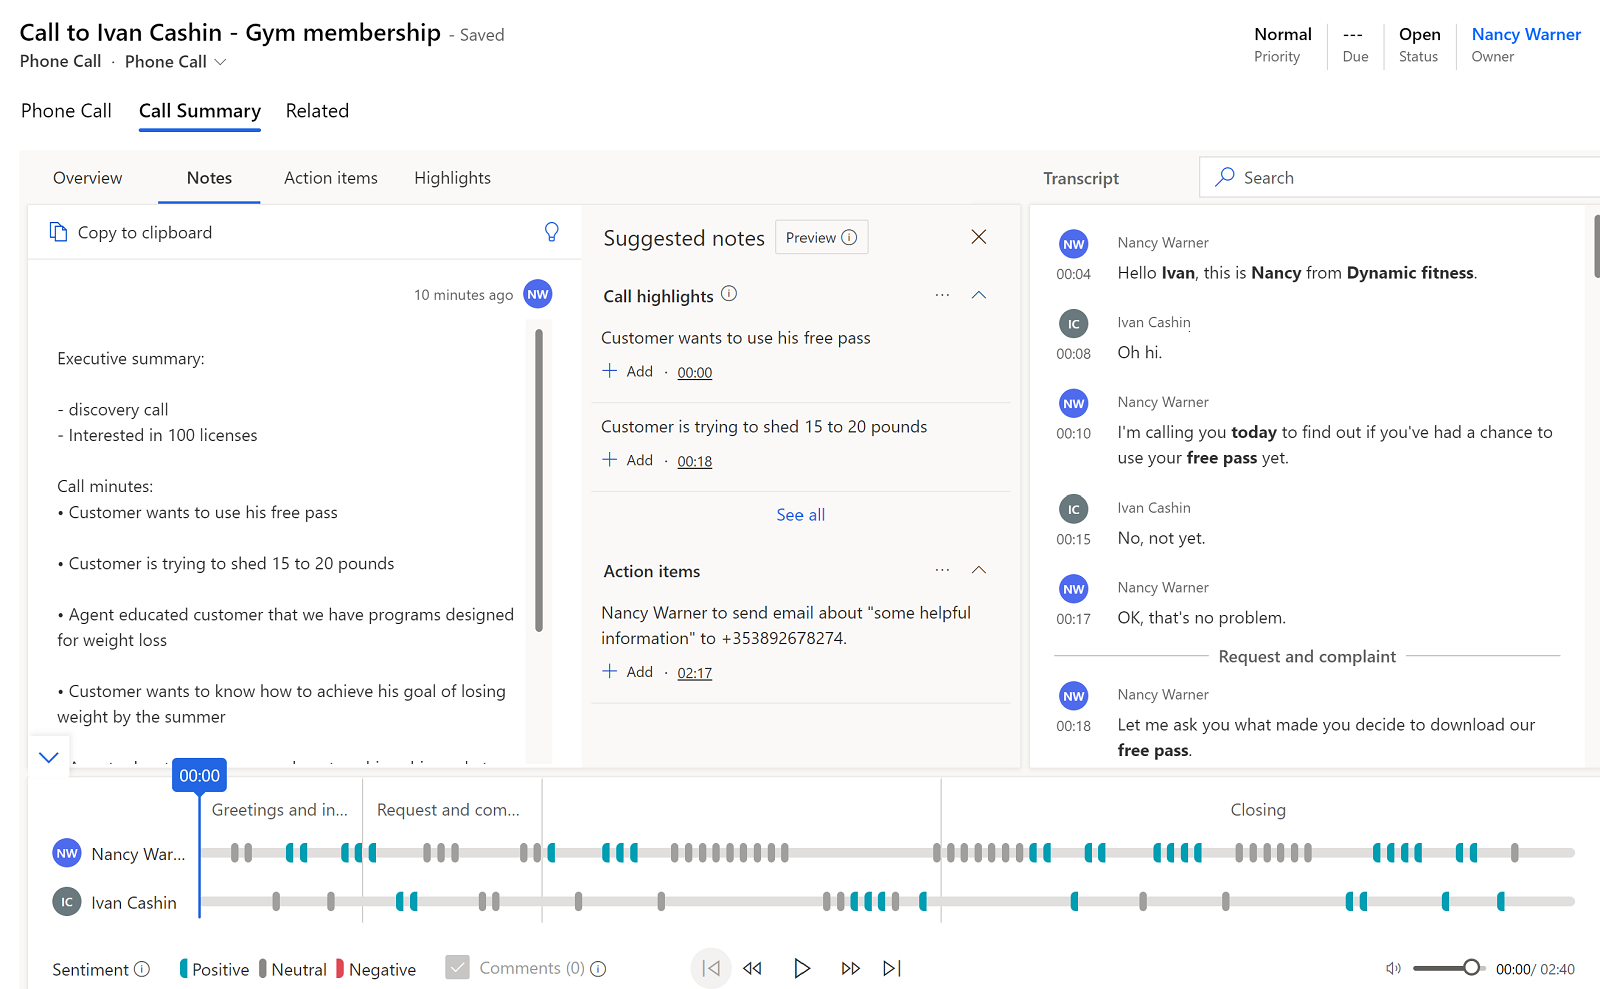 Call to Ivan Cashin - Gym membership - Saved
Phone Call · Phone Call
Normal
Priority
---
Due
Open
Status
Nancy Warner
Owner
Phone Call
Call Summary
Related
Overview
Notes
Action items
Highlights
Copy to clipboard
10 minutes ago
NW
Executive summary:
- discovery call
- Interested in 100 licenses
Call minutes:
• Customer wants to use his free pass
• Customer is trying to shed 15 to 20 pounds
• Agent educated customer that we have programs designed
for weight loss
• Customer wants to know how to achieve his goal of losing
weight by the summer
Suggested notes
Preview
Call highlights
...
Customer wants to use his free pass
+ Add · 00:00
Customer is trying to shed 15 to 20 pounds
+ Add · 00:18
See all
Action items
...
Nancy Warner to send email about "some helpful
information" to +353892678274.
+ Add · 02:17
Transcript
Search
NW
Nancy Warner
00:04
Hello Ivan, this is Nancy from Dynamic fitness.
IC
Ivan Cashin
00:08
Oh hi.
NW
Nancy Warner
00:10
I'm calling you today to find out if you've had a chance to
use your free pass yet.
IC
Ivan Cashin
00:15
No, not yet.
NW
Nancy Warner
00:17
OK, that's no problem.
Request and complaint
NW
Nancy Warner
00:18
Let me ask you what made you decide to download our
free pass.
00:00
Greetings and in...
Request and com...
Closing
NW
Nancy War...
IC
Ivan Cashin
Sentiment
Positive
Neutral
Negative
Comments (0)
00:00/ 02:40